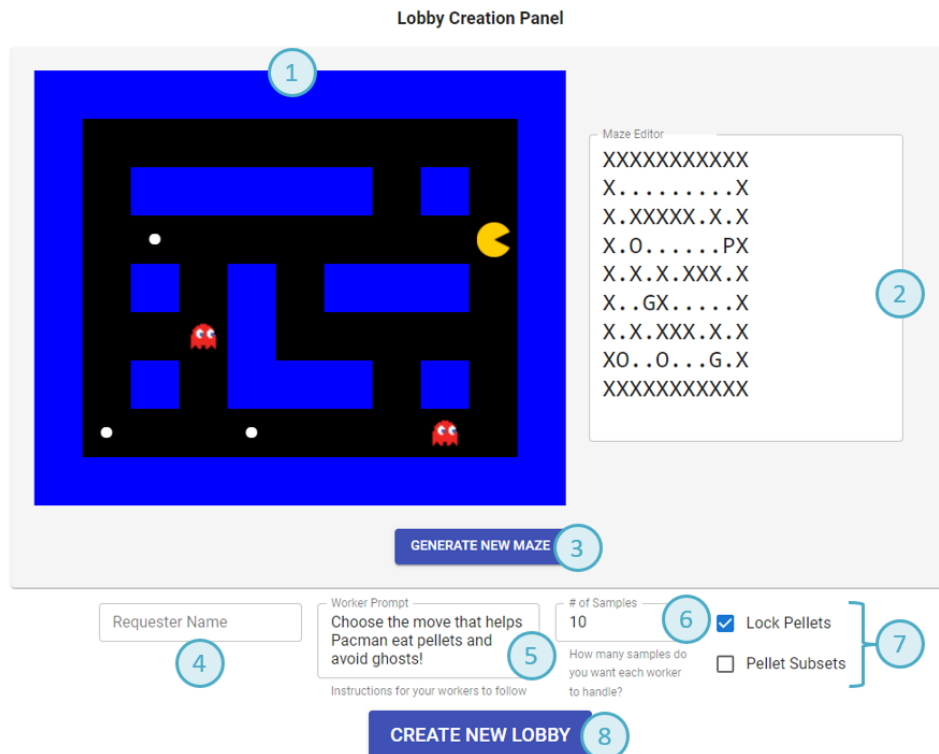 Lobby Creation Panel
1
Maze Editor
XXXXXXXXXXX
X.........X
X.XXXXX.X.X
X.O......PX
X.X.X.XXX.X
X..GX.....X
X.X.XXX.X.X
XO..O...G.X
XXXXXXXXXXX
2
GENERATE NEW MAZE
3
Requester Name
4
Worker Prompt
Choose the move that helps
Pacman eat pellets and
avoid ghosts!
5
Instructions for your workers to follow
# of Samples
10
6
How many samples do
you want each worker
to handle?
Lock Pellets
Pellet Subsets
7
CREATE NEW LOBBY
8